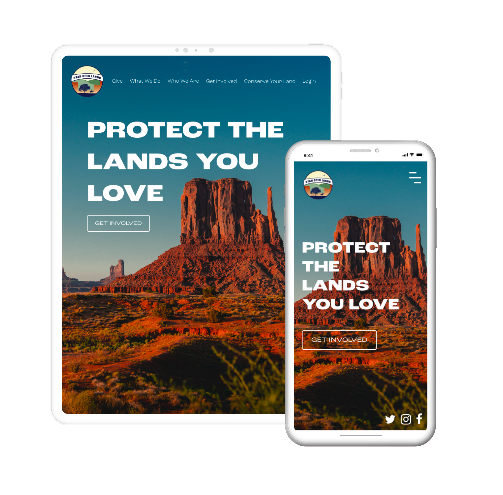 Give What We Do Who We Are Get Involved Conserve Your Land Login
PROTECT THE
LANDS YOU
LOVE
GET INVOLVED
9:41
PROTECT
THE
LANDS
YOU LOVE
GET INVOLVED